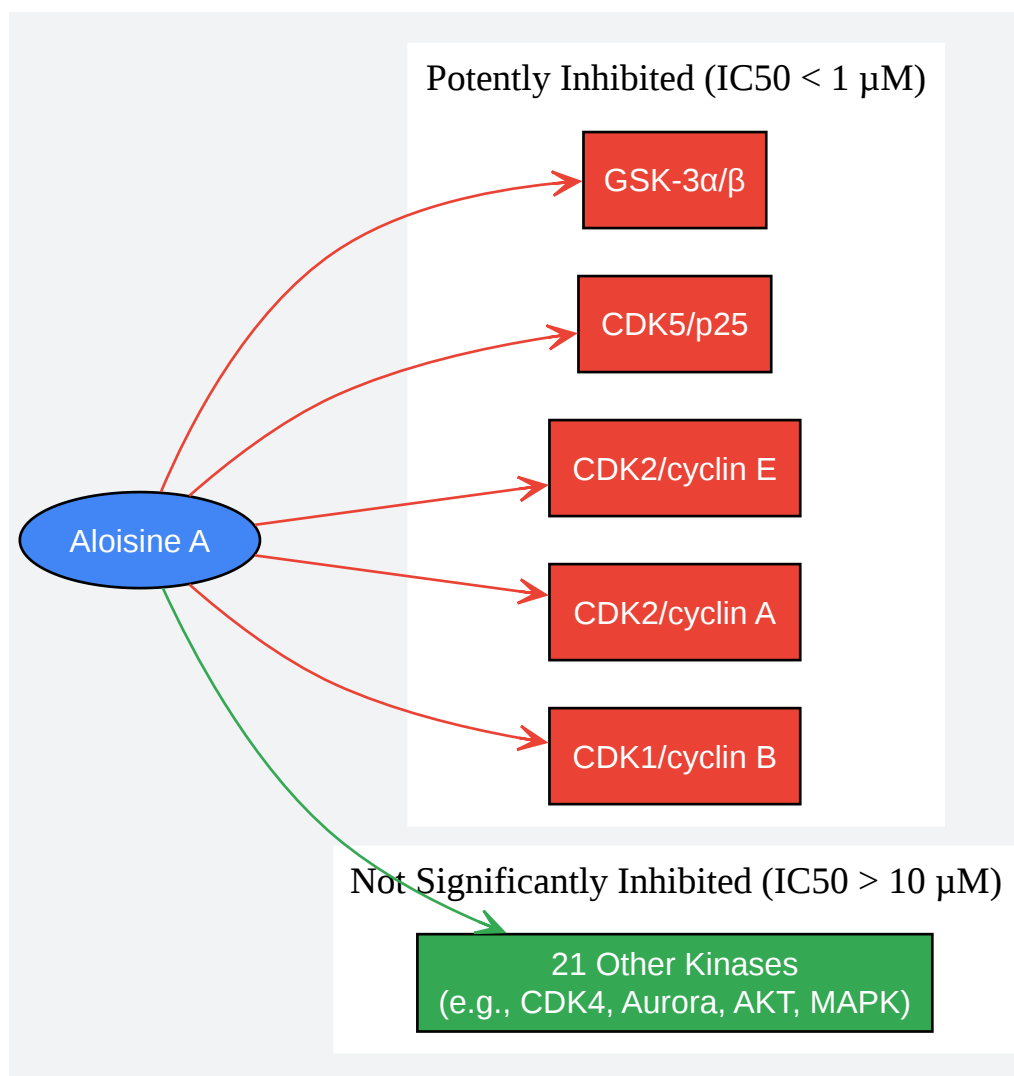 Potently Inhibited (IC50 < 1 µM)
GSK-3α/β
CDK5/p25
CDK2/cyclin E
Aloisine A
CDK2/cyclin A
CDK1/cyclin B
Not Significantly Inhibited (IC50 > 10 µM)
21 Other Kinases
(e.g., CDK4, Aurora, AKT, MAPK)